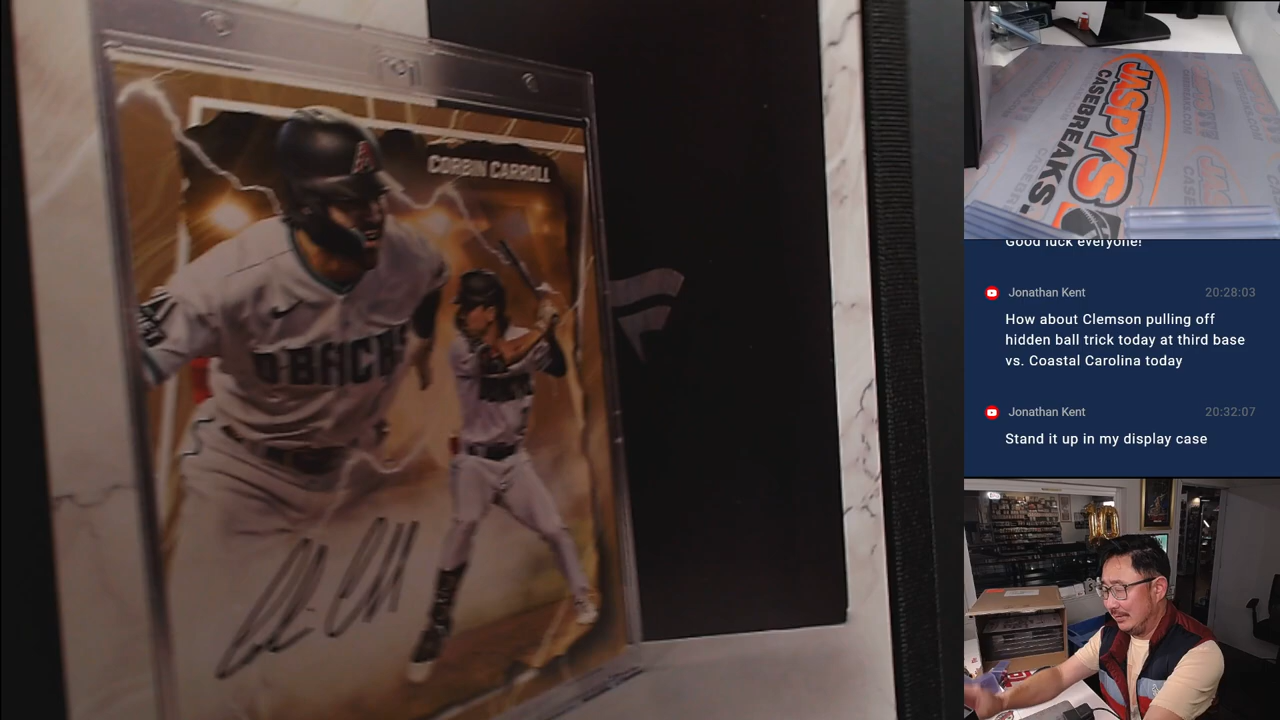 CORBIN CARROLL
D-BACKS
A
JASPYS
CASEBREAKS.
Good luck everyone!
Jonathan Kent 20:28:03
How about Clemson pulling off
hidden ball trick today at third base
vs. Coastal Carolina today
Jonathan Kent 20:32:07
Stand it up in my display case
10